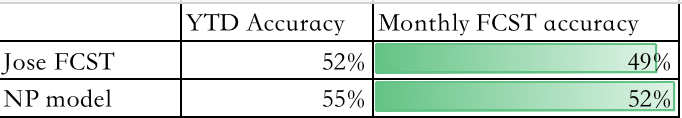 YTD Accuracy Monthly FCST accuracy
Jose FCST 52% 49%
NP model 55% 52%